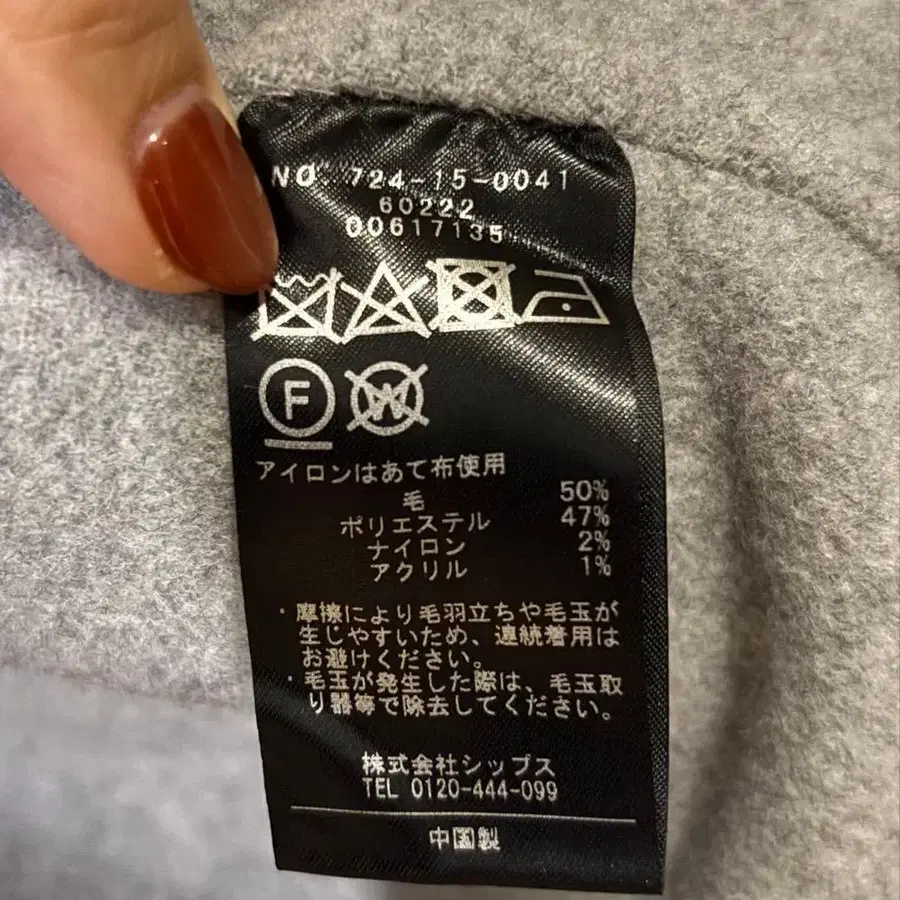 NO. 724-15-0041
60222
00617135
F
W
アイロンはあて布使用
毛 50%
ポリエステル 47%
ナイロン 2%
アクリル 1%
・摩擦により毛羽立ちや毛玉が
生じやすいため、連続着用は
お避けください。
・毛玉が発生した際は、毛玉取
り器等で除去してください。
株式会社シップス
TEL 0120-444-099
中国製